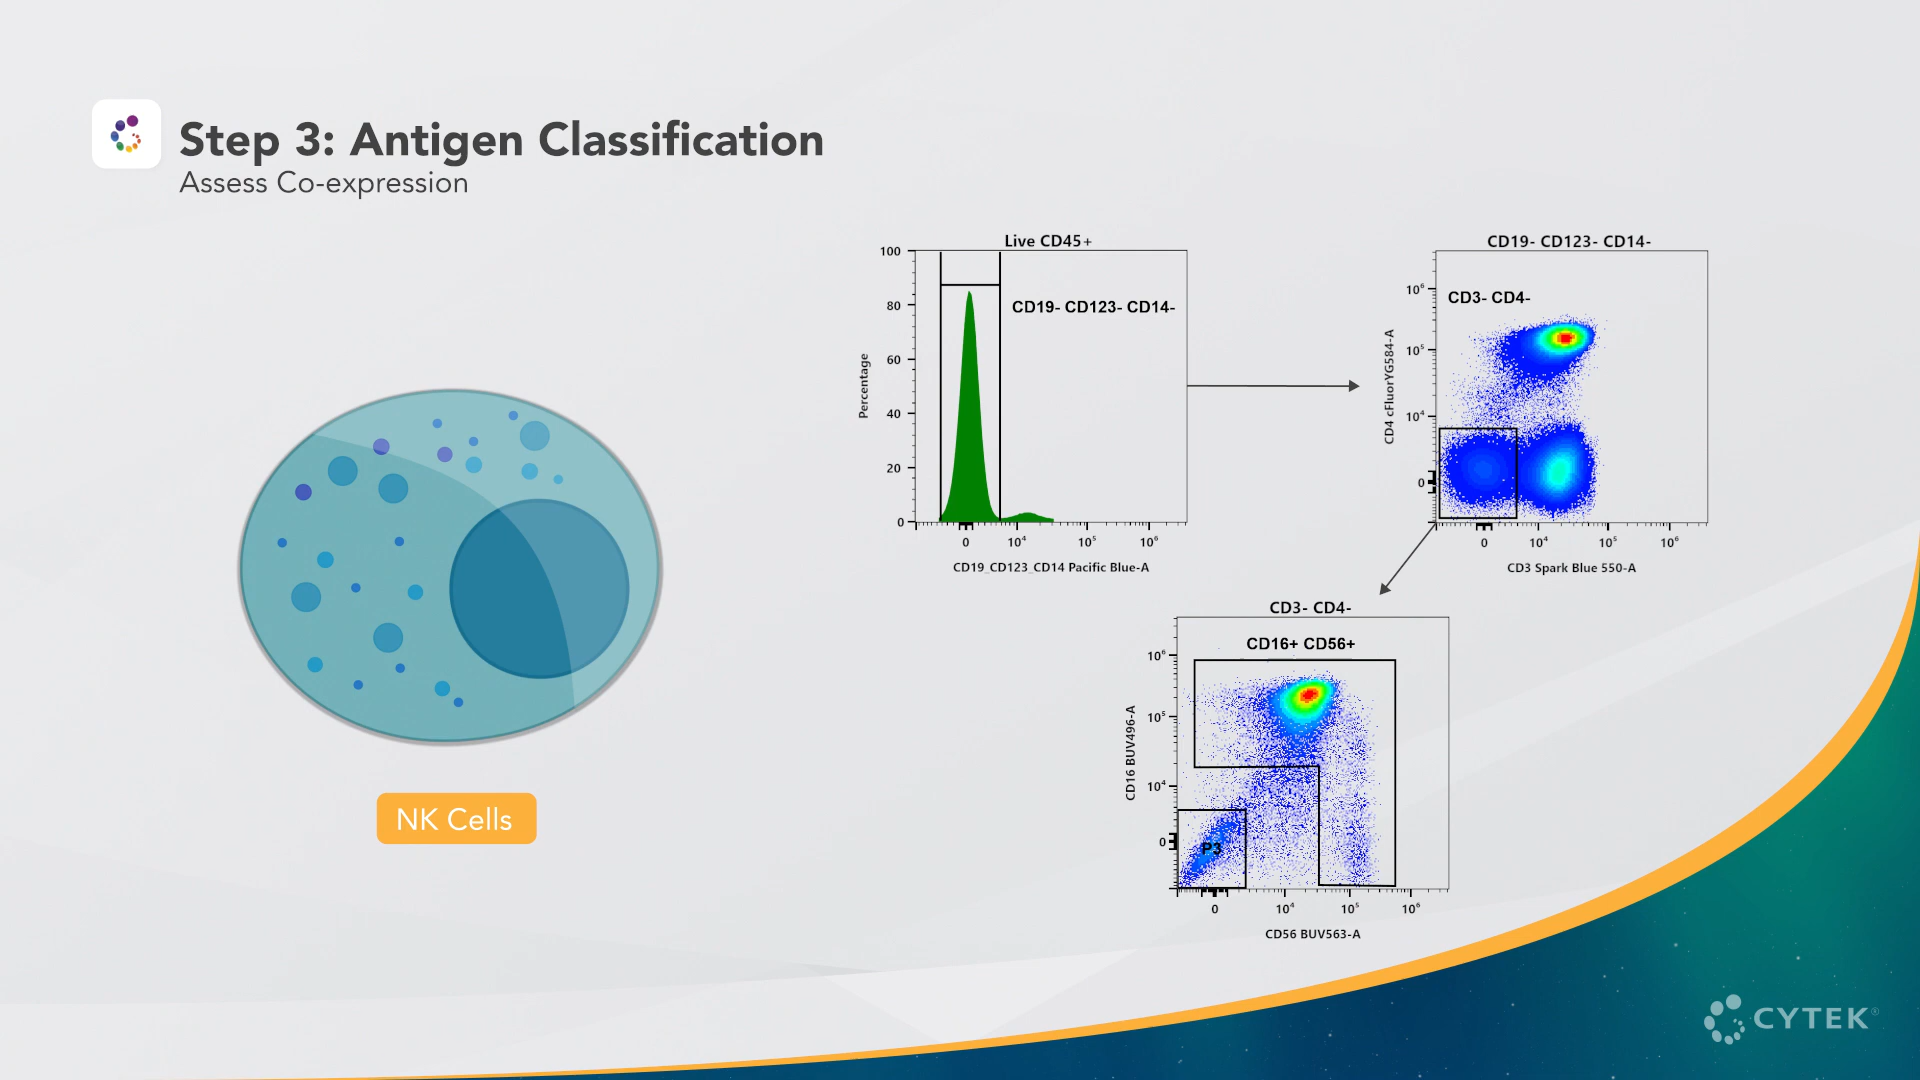 Step 3: Antigen Classification
Assess Co-expression
Live CD45+
100
80
60
40
20
0
Percentage
CD19- CD123- CD14-
0 10⁴ 10⁵ 10⁶
CD19_CD123_CD14 Pacific Blue-A
CD19- CD123- CD14-
CD3- CD4-
10⁶
10⁵
10⁴
0
CD4 cFluorYG584-A
0 10⁴ 10⁵ 10⁶
CD3 Spark Blue 550-A
CD3- CD4-
CD16+ CD56+
10⁶
10⁵
10⁴
0
CD16 BUV496-A
P3
0 10⁴ 10⁵ 10⁶
CD56 BUV563-A
NK Cells
CYTEK®